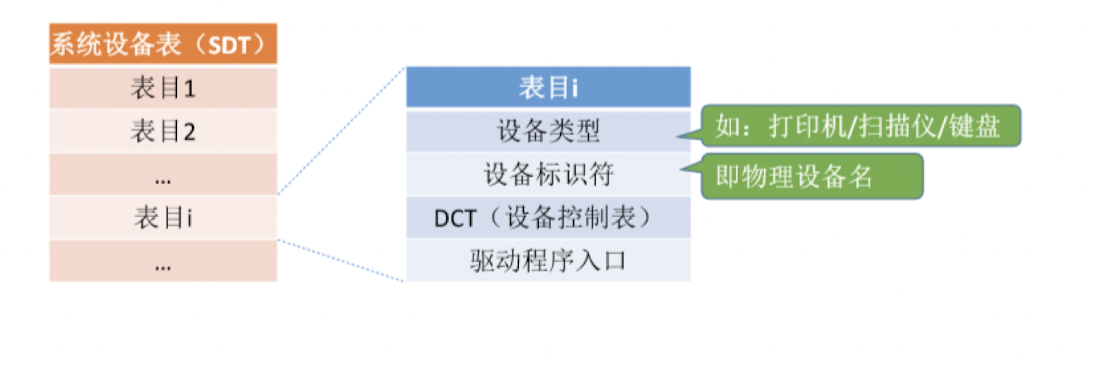 系统设备表（SDT）
表目1
表目2
...
表目i
...
表目i
设备类型
设备标识符
DCT（设备控制表）
驱动程序入口
如：打印机/扫描仪/键盘
即物理设备名